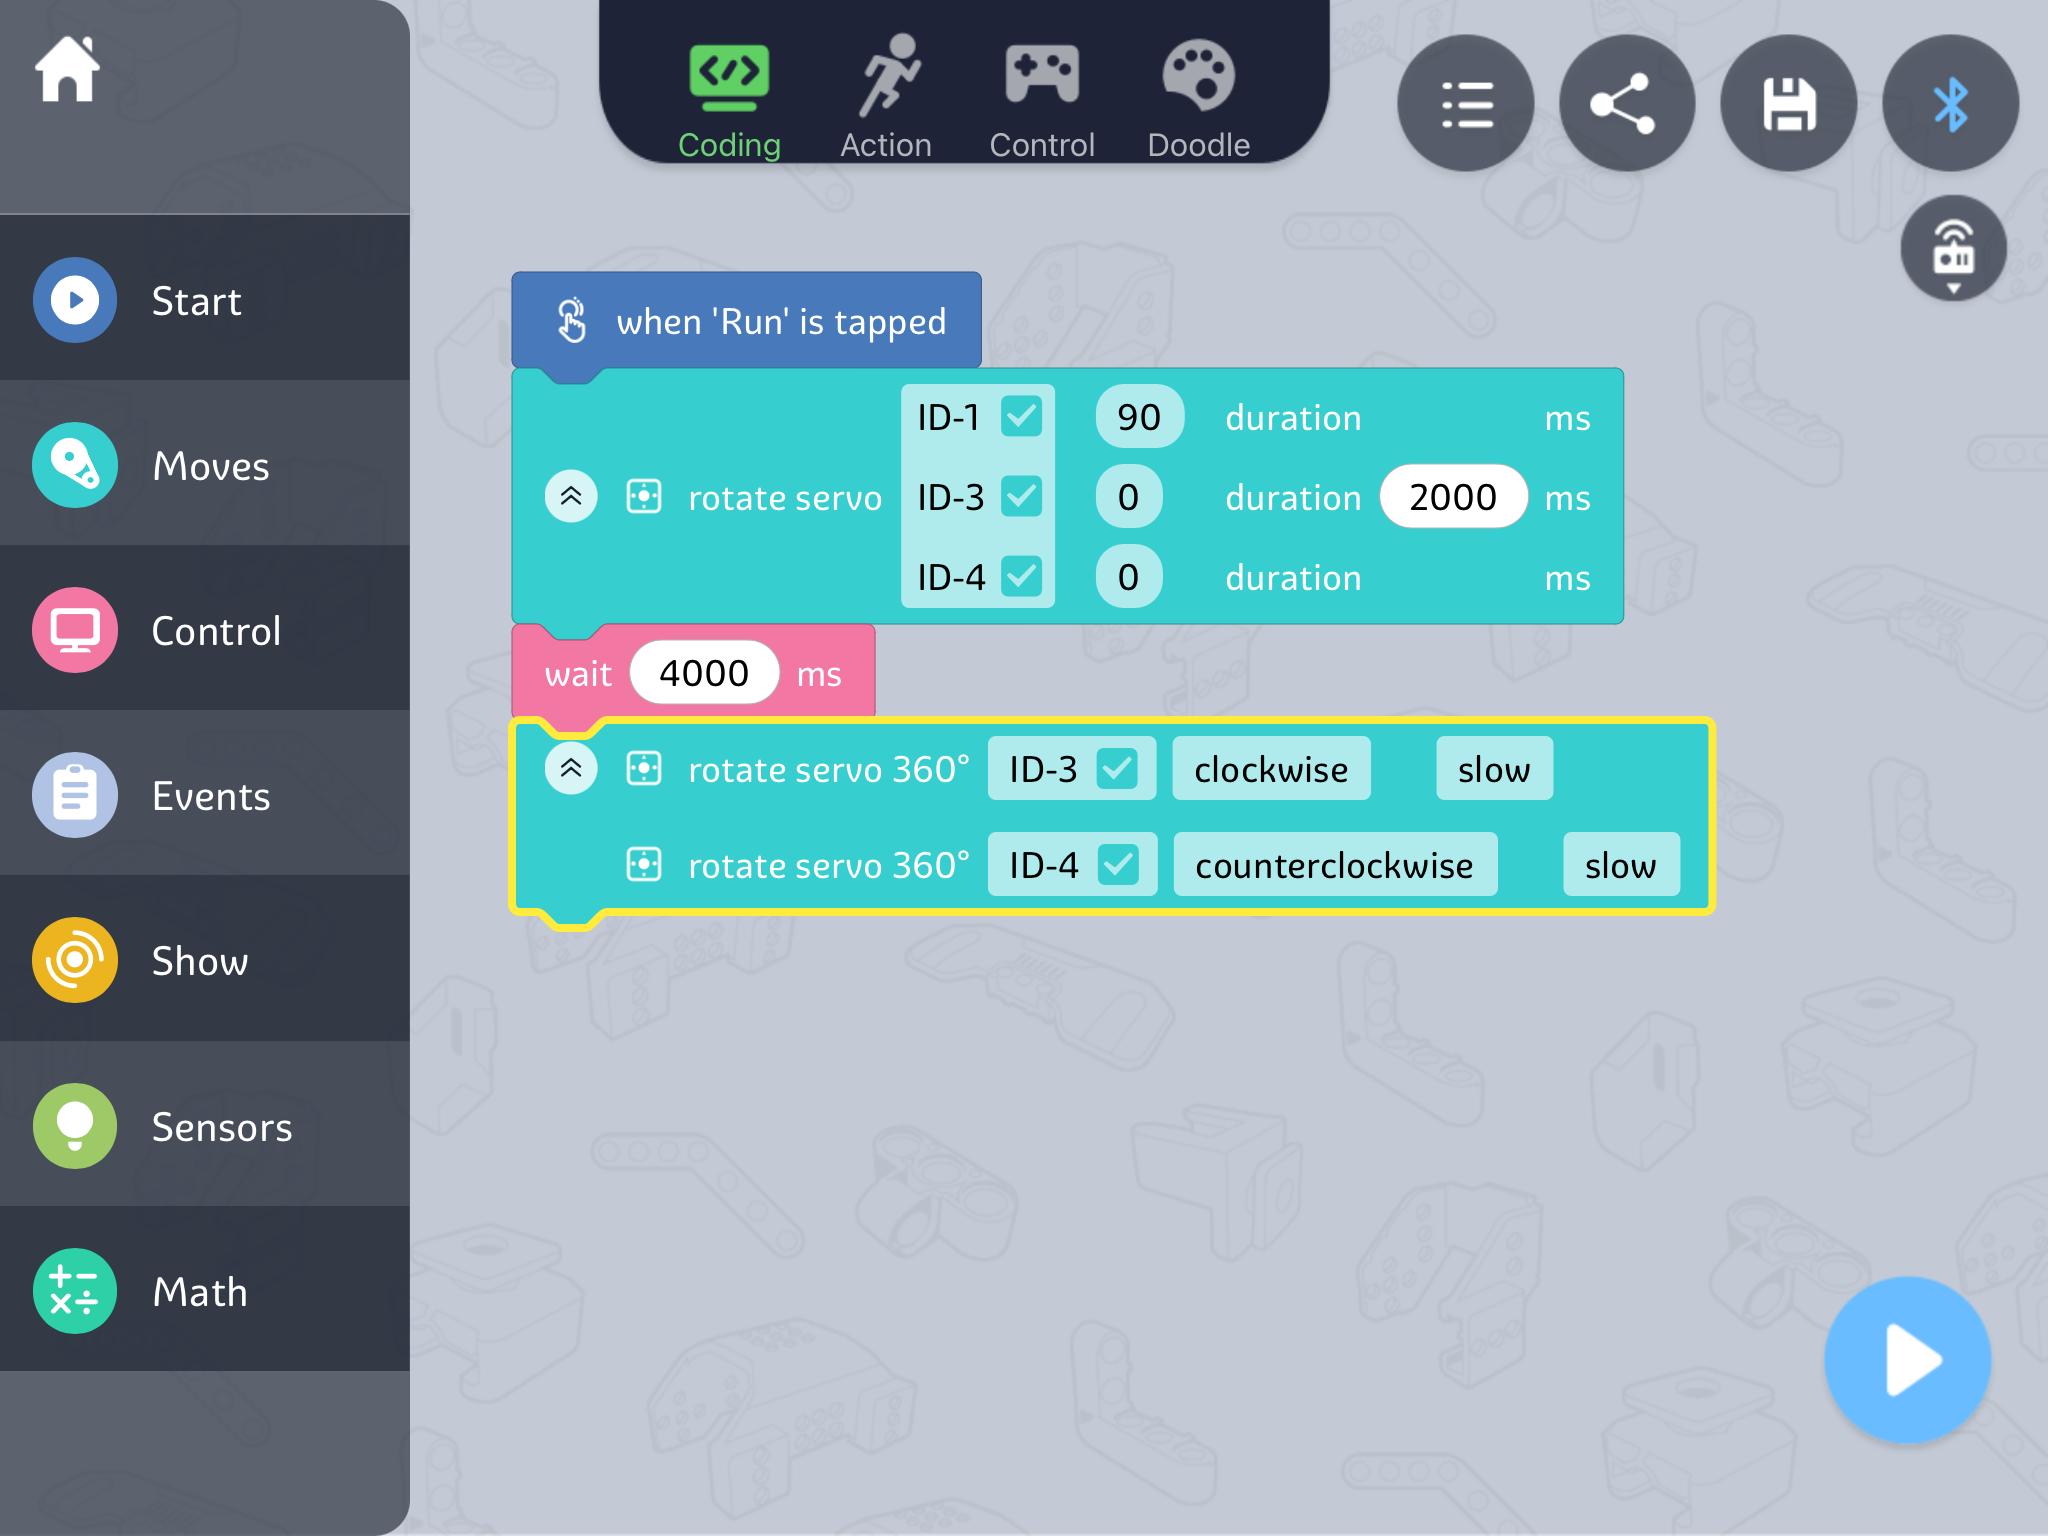 Coding Action Control Doodle
Start
Moves
Control
Events
Show
Sensors
Math
when 'Run' is tapped
ID-1 90 duration ms
rotate servo ID-3 0 duration 2000 ms
ID-4 0 duration ms
wait 4000 ms
rotate servo 360° ID-3 clockwise slow
rotate servo 360° ID-4 counterclockwise slow